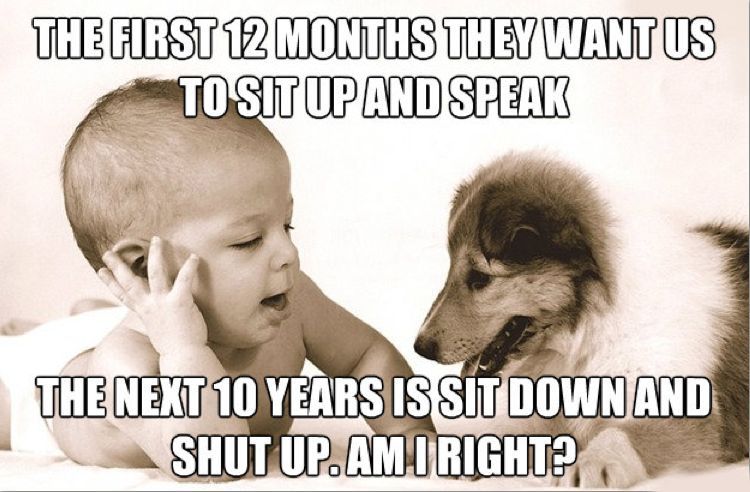 THE FIRST 12 MONTHS THEY WANT US
TO SIT UP AND SPEAK
THE NEXT 10 YEARS IS SIT DOWN AND
SHUT UP. AM I RIGHT?